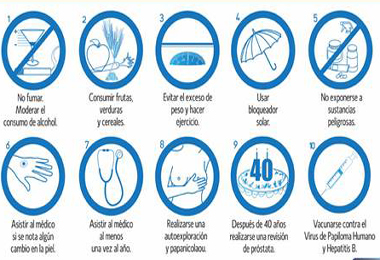 1
No fumar.
Moderar el
consumo de alcohol.
2
Consumir frutas,
verduras
y cereales.
3
Evitar el exceso de
peso y hacer
ejercicio.
4
Usar
bloqueador
solar.
5
No exponerse a
sustancias
peligrosas.
6
Asistir al médico
si se nota algún
cambio en la piel.
7
Asistir al médico
al menos
una vez al año.
8
Realizarse una
autoexploración
y papanicolaou.
9
40
Después de 40 años
realizarse una revisión
de próstata.
10
Vacunarse contra el
Virus de Papiloma Humano
y Hepatitis B.